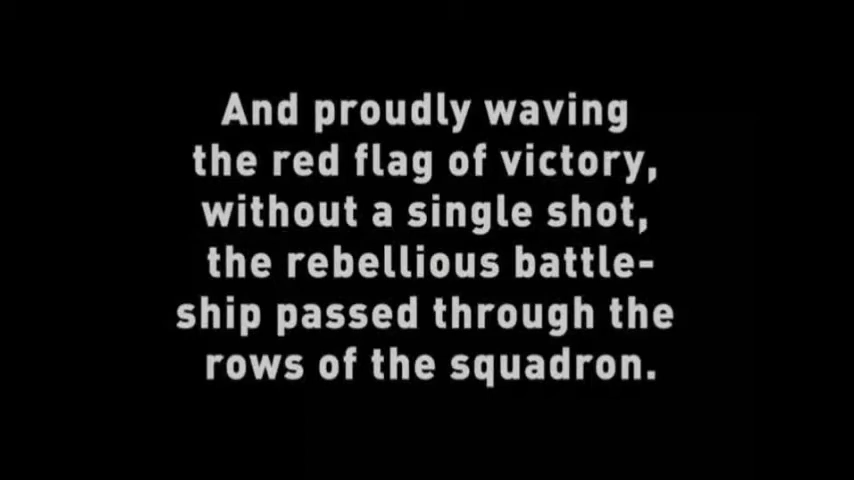 And proudly waving
the red flag of victory,
without a single shot,
the rebellious battle-
ship passed through the
rows of the squadron.